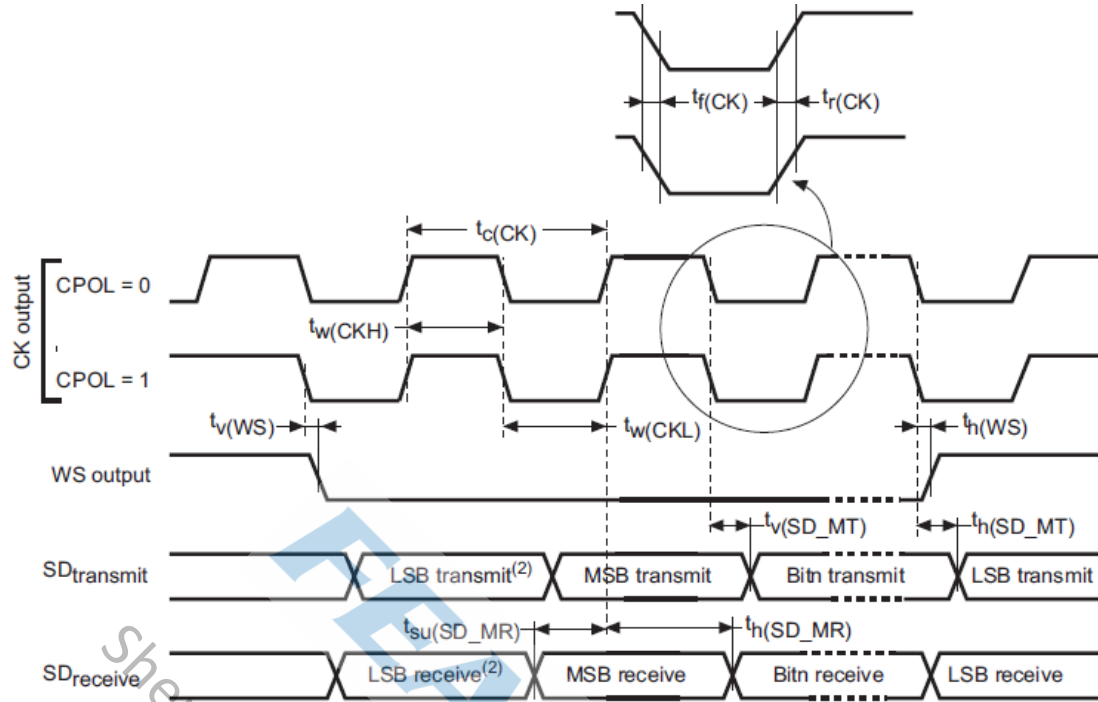 tf(CK)
tr(CK)
tc(CK)
CK output
CPOL = 0
tw(CKH)
CPOL = 1
tv(WS)
tw(CKL)
th(WS)
WS output
tv(SD_MT)
th(SD_MT)
SDtransmit
LSB transmit(2)
MSB transmit
Bitn transmit
LSB transmit
tsu(SD_MR)
th(SD_MR)
SDreceive
LSB receive(2)
MSB receive
Bitn receive
LSB receive